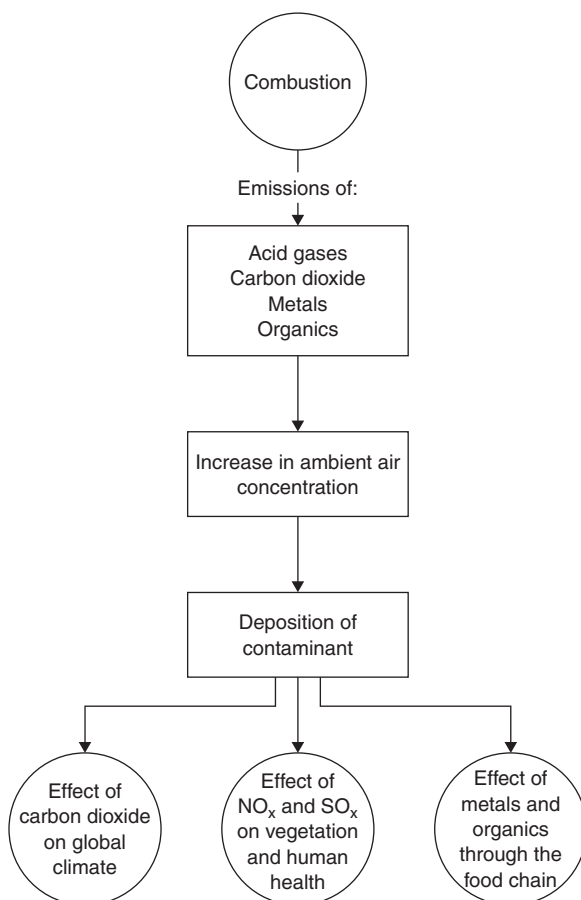 Combustion
Emissions of:
Acid gases
Carbon dioxide
Metals
Organics
Increase in ambient air
concentration
Deposition of
contaminant
Effect of
carbon dioxide
on global
climate
Effect of
NOₓ and SOₓ
on vegetation
and human
health
Effect of
metals and
organics
through the
food chain